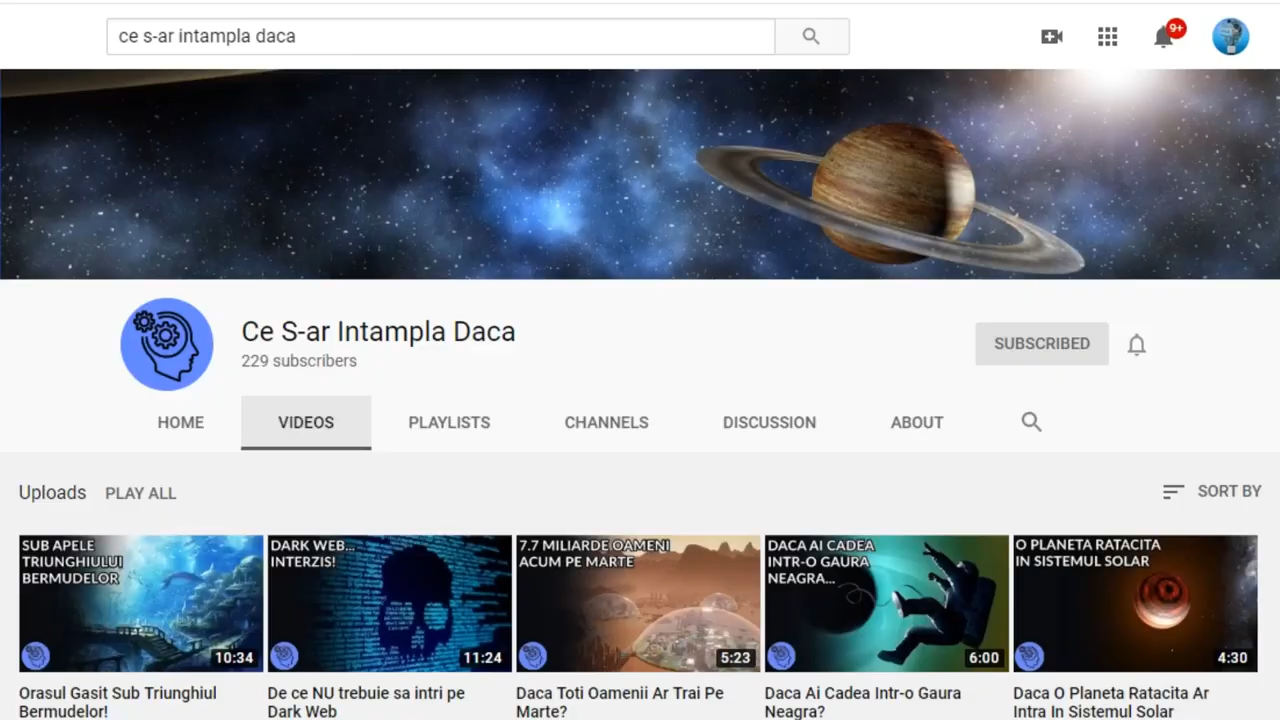 ce s-ar intampla daca
9+
Ce S-ar Intampla Daca
229 subscribers
SUBSCRIBED
HOME
VIDEOS
PLAYLISTS
CHANNELS
DISCUSSION
ABOUT
Uploads
PLAY ALL
SORT BY
SUB APELE
TRIUNGHIULUI
BERMUDELOR
10:34
Orasul Gasit Sub Triunghiul
Bermudelor!
DARK WEB...
INTERZIS!
11:24
De ce NU trebuie sa intri pe
Dark Web
7.7 MILIARDE OAMENI
ACUM PE MARTE
5:23
Daca Toti Oamenii Ar Trai Pe
Marte?
DACA AI CADEA
INTR-O GAURA
NEAGRA...
6:00
Daca Ai Cadea Intr-o Gaura
Neagra?
O PLANETA RATACITA
IN SISTEMUL SOLAR
4:30
Daca O Planeta Ratacita Ar
Intra In Sistemul Solar